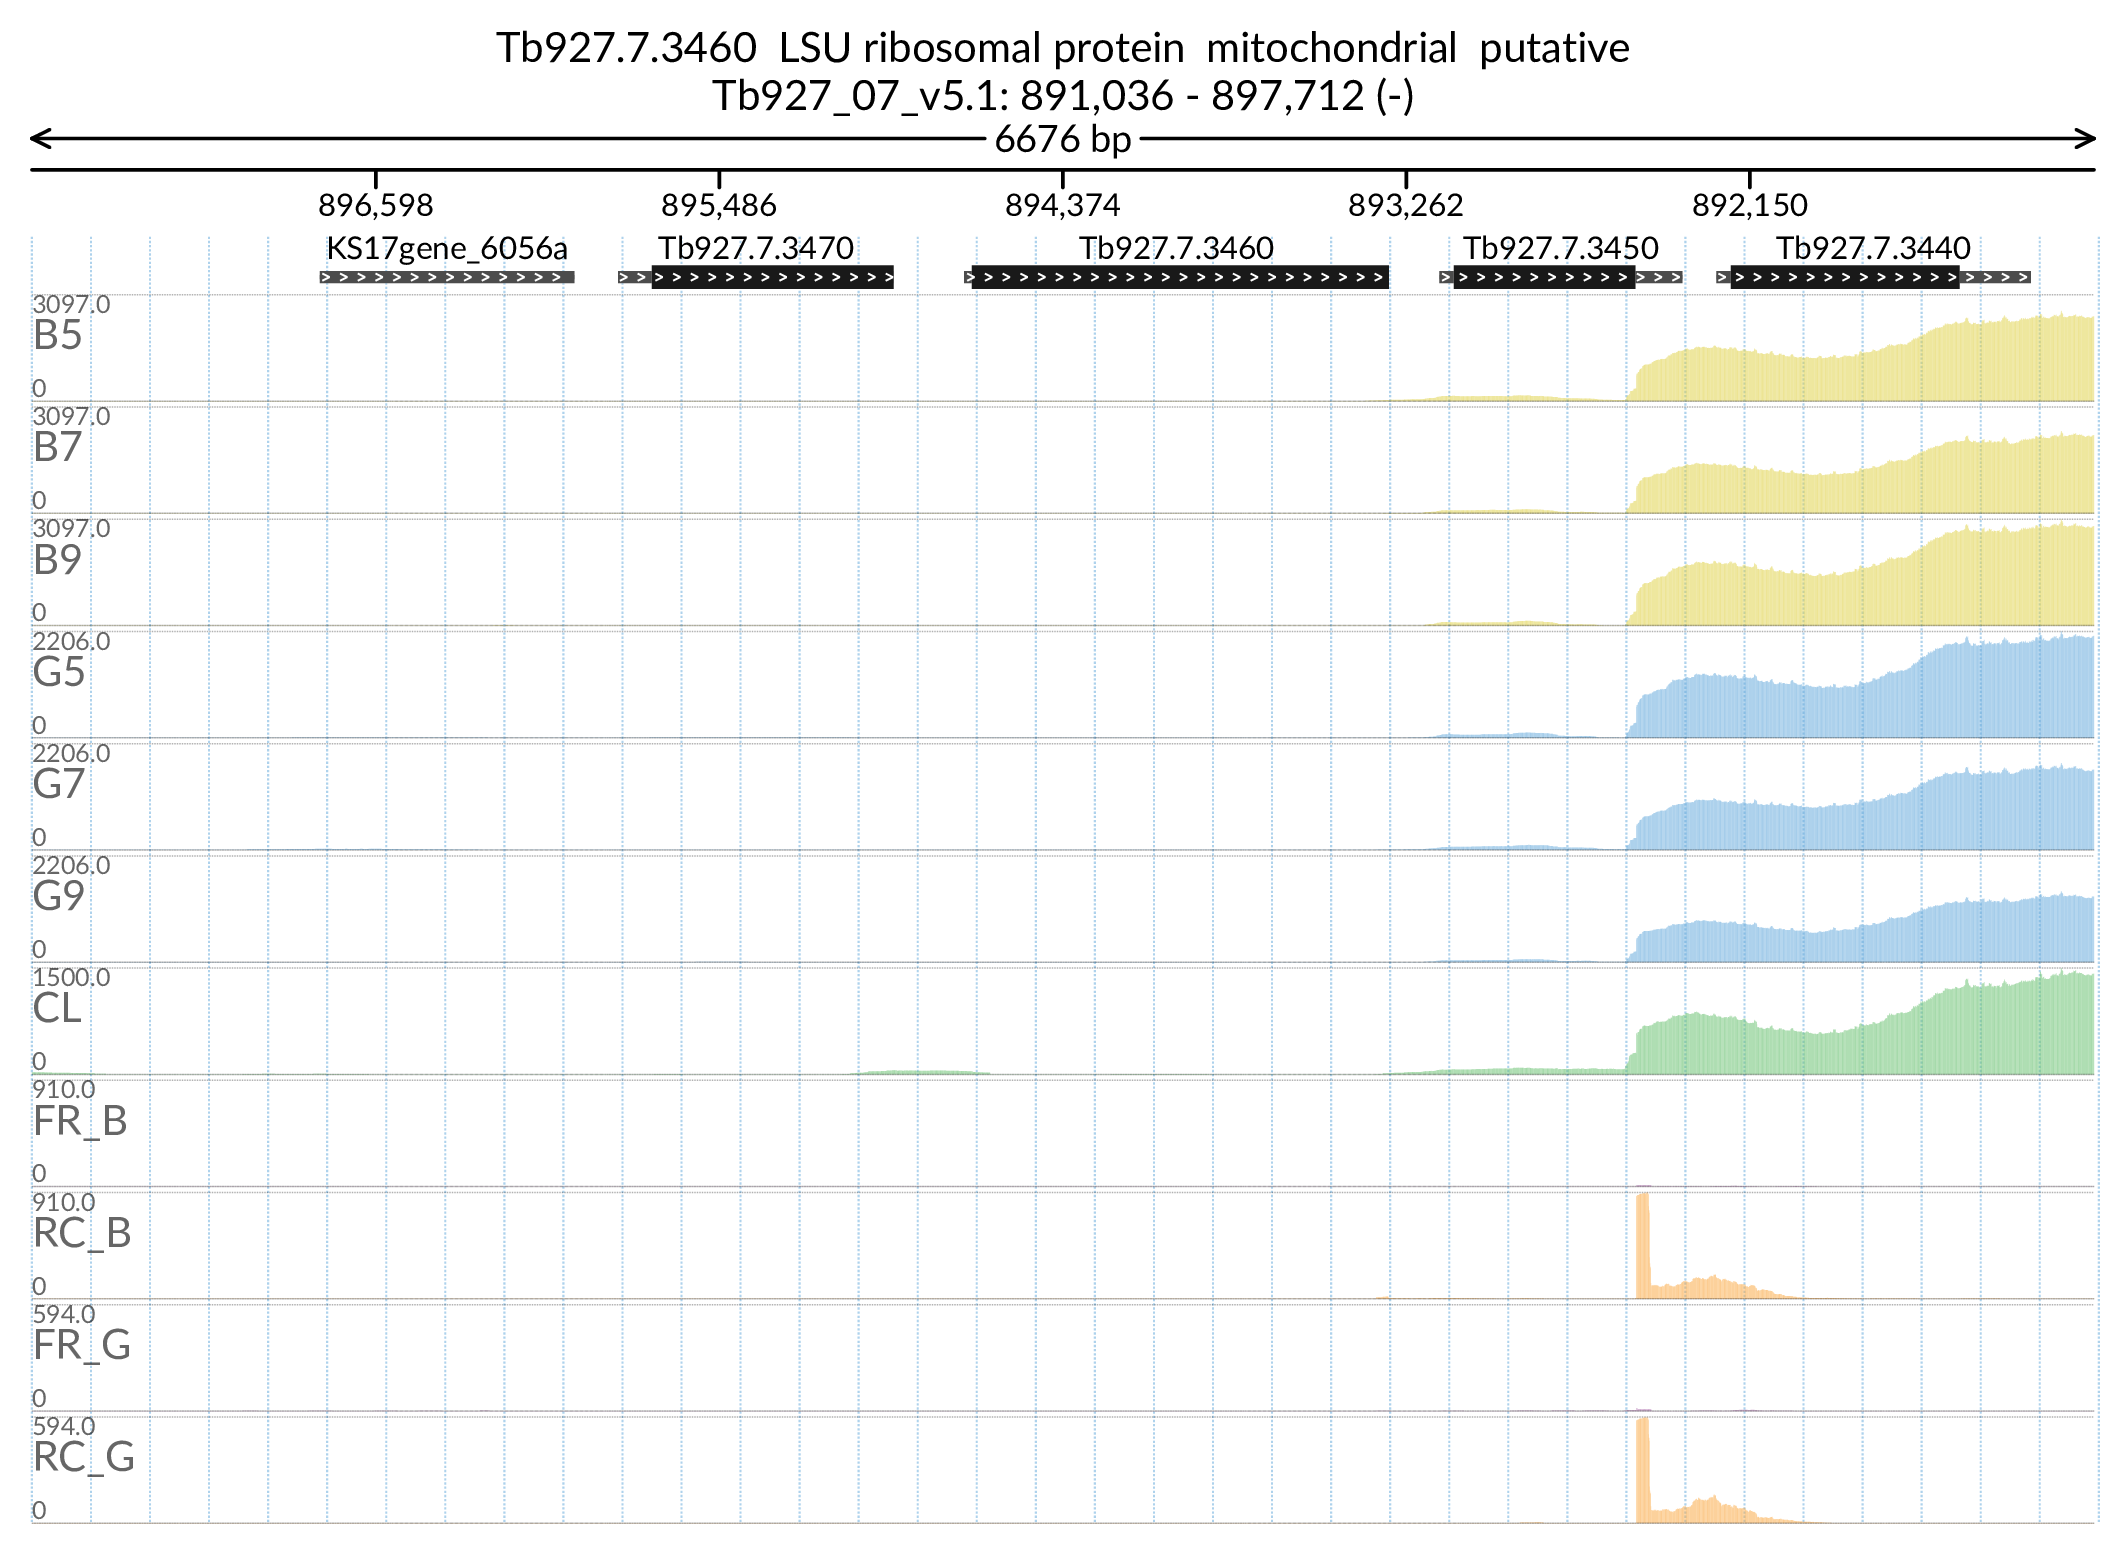 Tb927.7.3460 LSU ribosomal protein mitochondrial putative
Tb927_07_v5.1: 891,036 - 897,712 (-)
6676 bp
896,598 895,486 894,374 893,262 892,150
KS17gene_6056a Tb927.7.3470 Tb927.7.3460 Tb927.7.3450 Tb927.7.3440
3097.0
B5
0
3097.0
B7
0
3097.0
B9
0
2206.0
G5
0
2206.0
G7
0
2206.0
G9
0
1500.0
CL
0
910.0
FR_B
0
910.0
RC_B
0
594.0
FR_G
0
594.0
RC_G
0